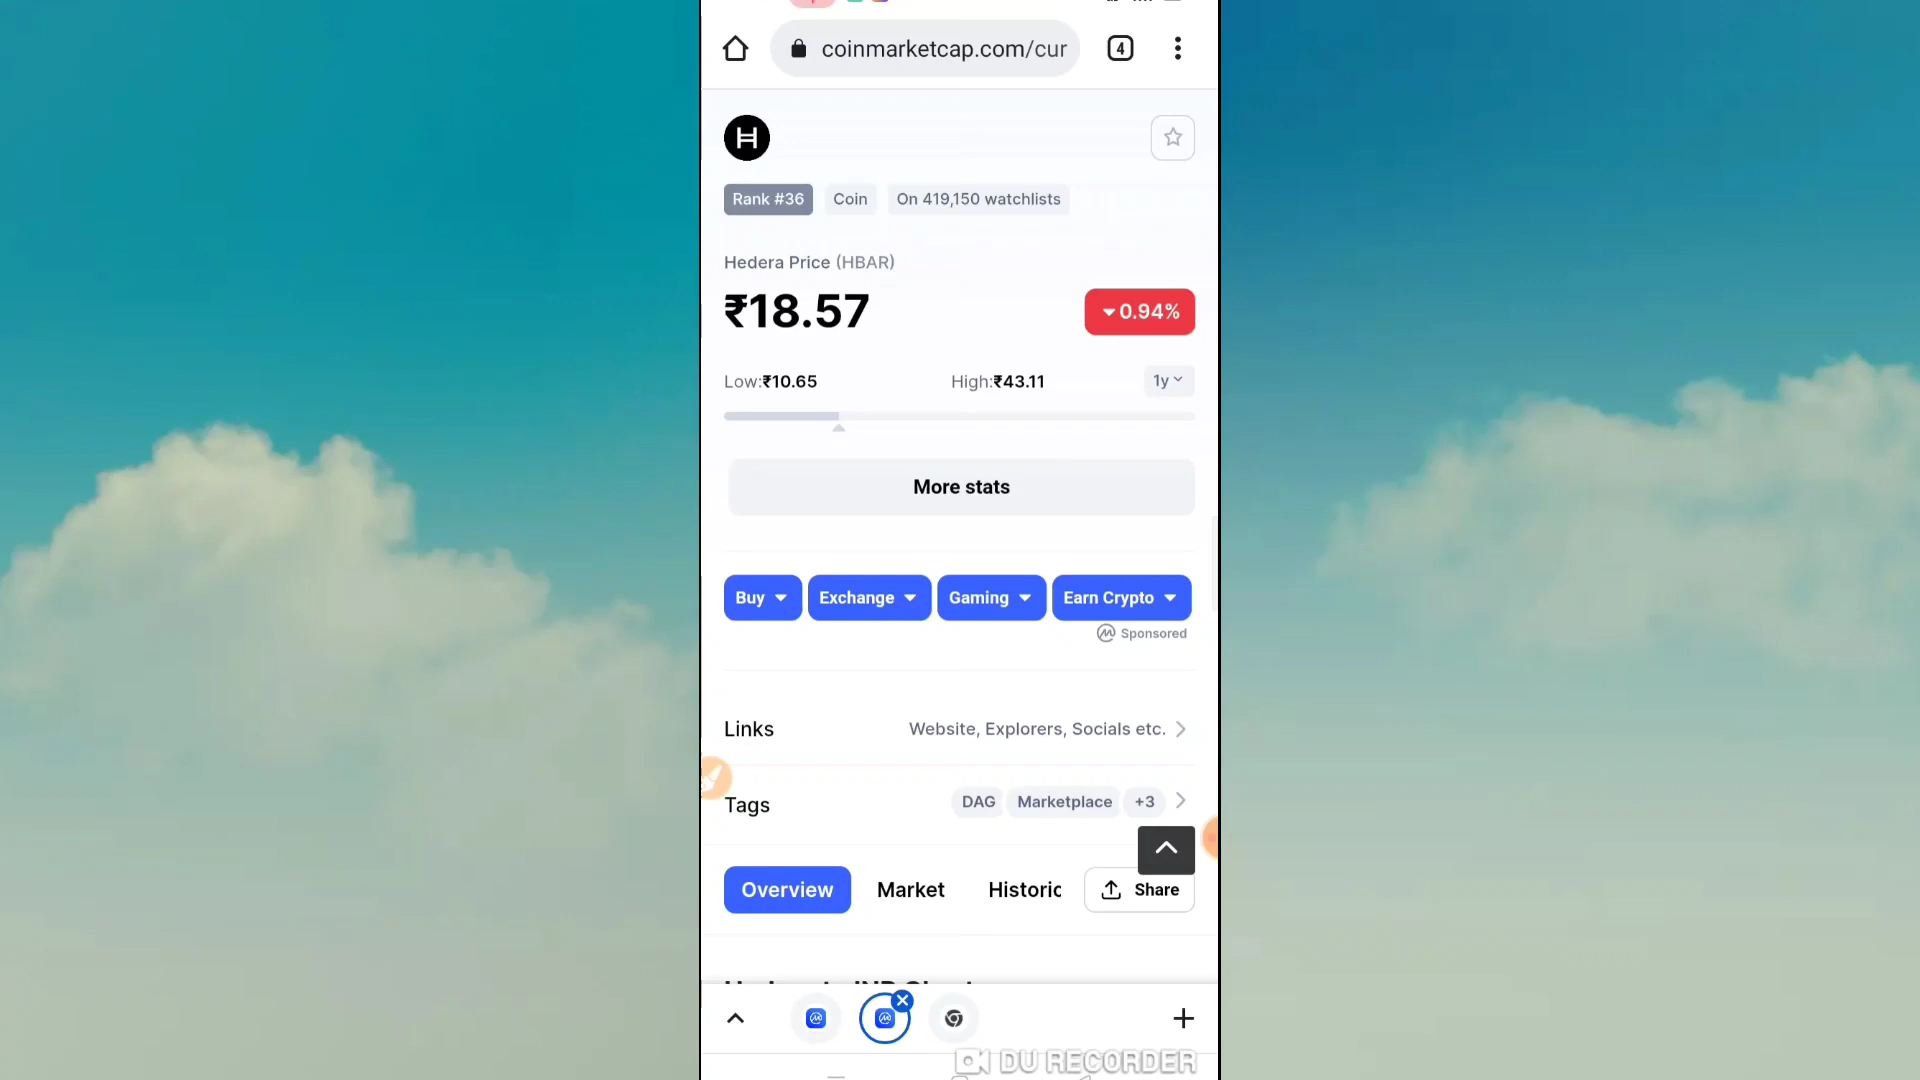 coinmarketcap.com/cur
4
Rank #36 Coin On 419,150 watchlists
Hedera Price (HBAR)
₹18.57
0.94%
Low:₹10.65 High:₹43.11 1y
More stats
Buy Exchange Gaming Earn Crypto
Sponsored
Links Website, Explorers, Socials etc.
Tags DAG Marketplace +3
Overview Market Historic Share
DU RECORDER